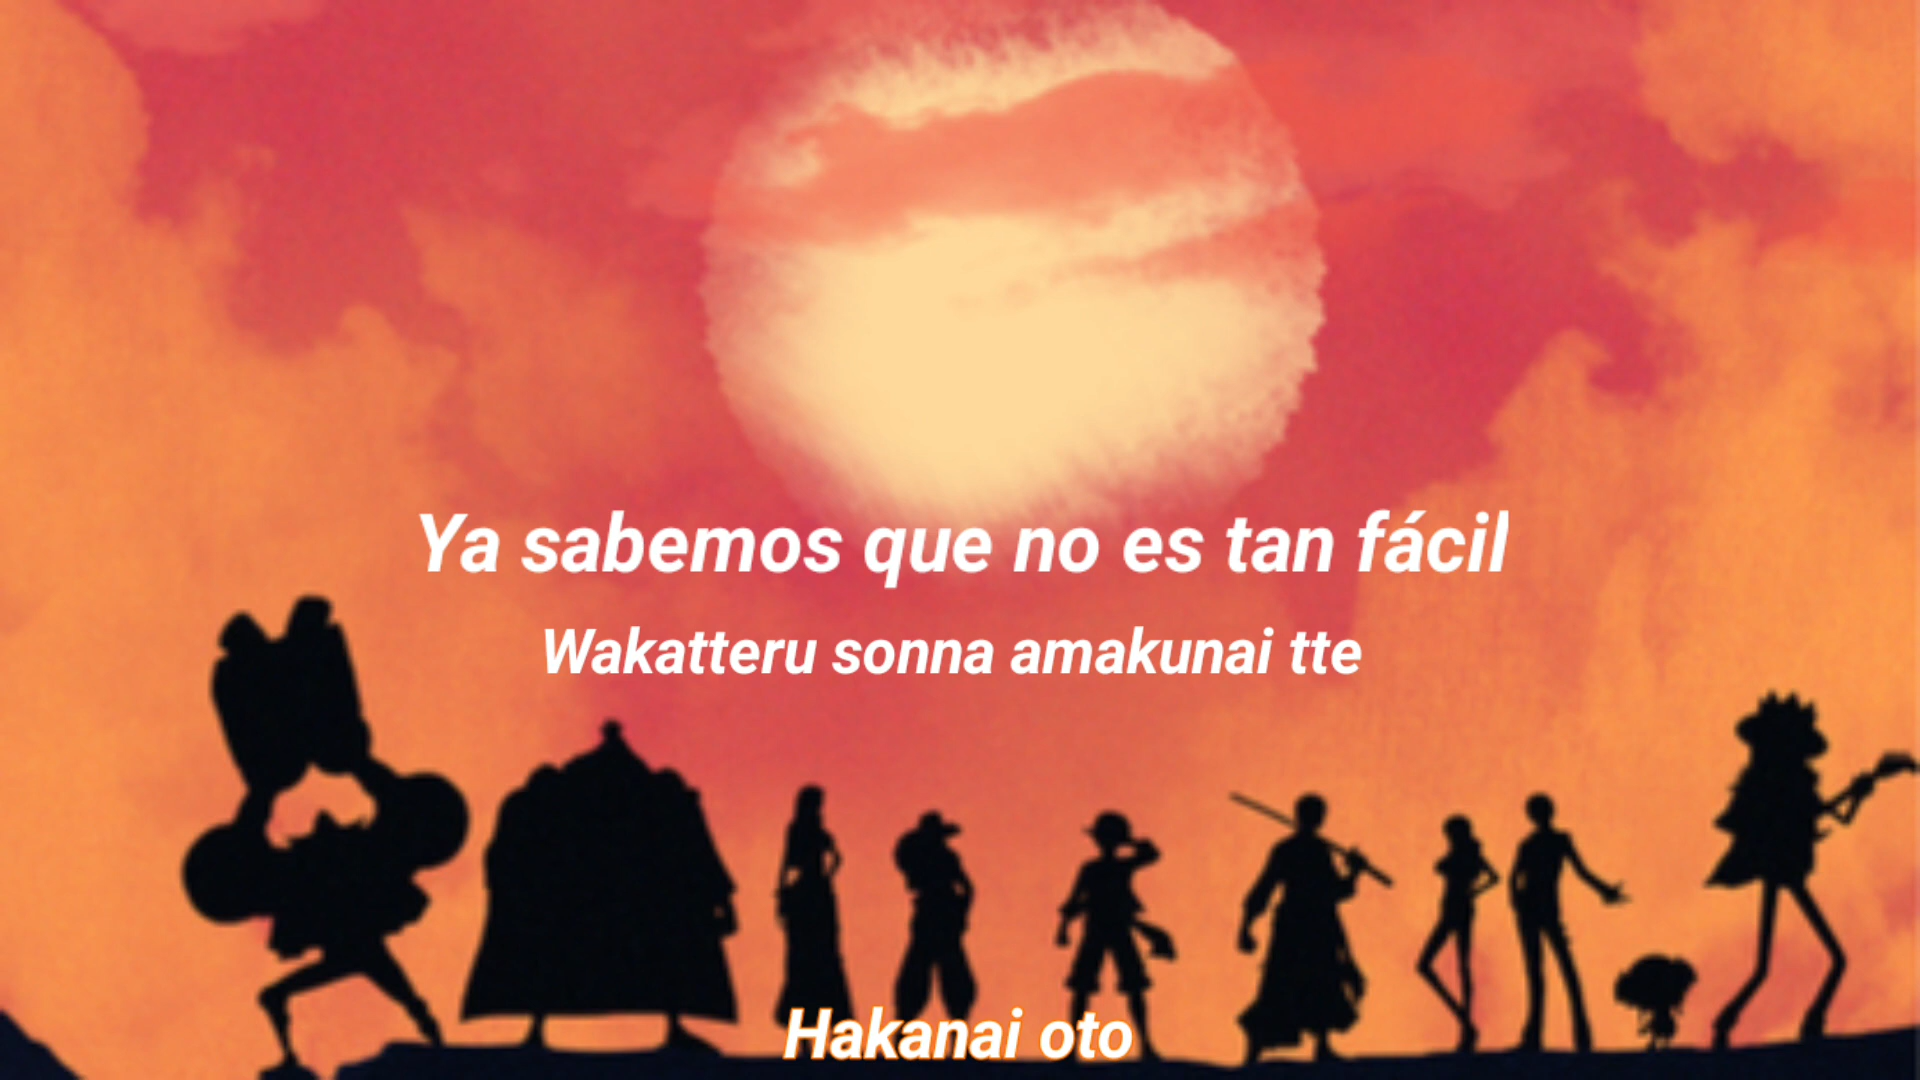 Ya sabemos que no es tan fácil
Wakatteru sonna amakunai tte
Hakanai oto